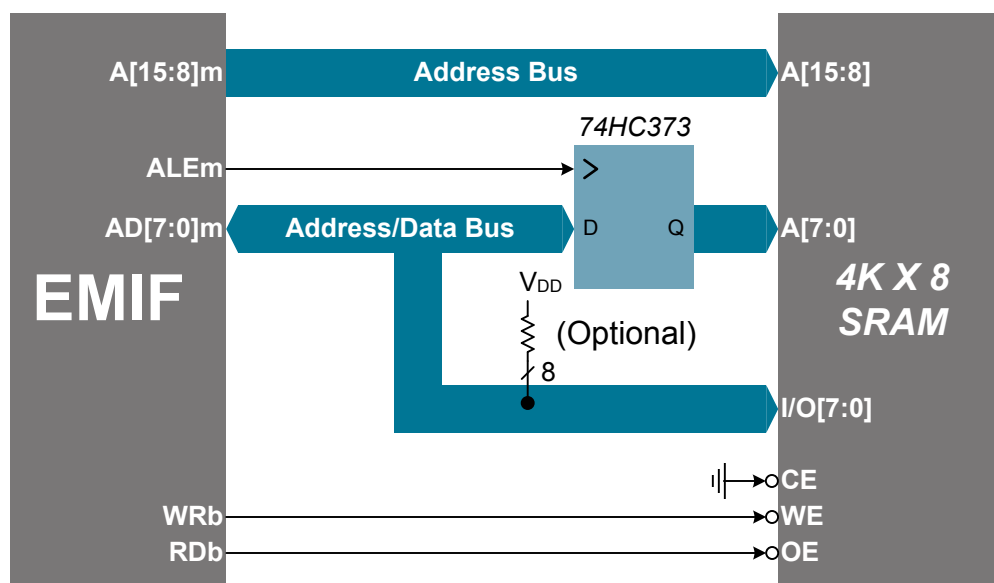 A[15:8]m
Address Bus
A[15:8]
74HC373
ALEm
AD[7:0]m
Address/Data Bus
D
Q
A[7:0]
EMIF
VDD
(Optional)
8
4K X 8
SRAM
I/O[7:0]
CE
WRb
WE
RDb
OE